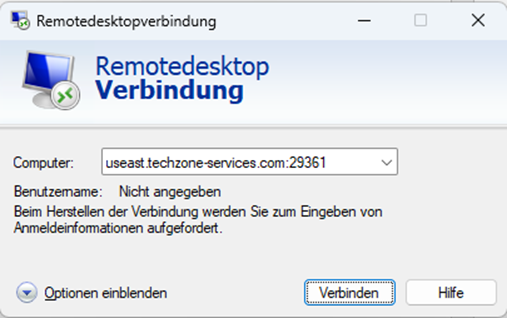 Remotedesktopverbindung
Remotedesktop
Verbindung
Computer: useast.techzone-services.com:29361
Benutzername: Nicht angegeben
Beim Herstellen der Verbindung werden Sie zum Eingeben von
Anmeldeinformationen aufgefordert.
Optionen einblenden Verbinden Hilfe